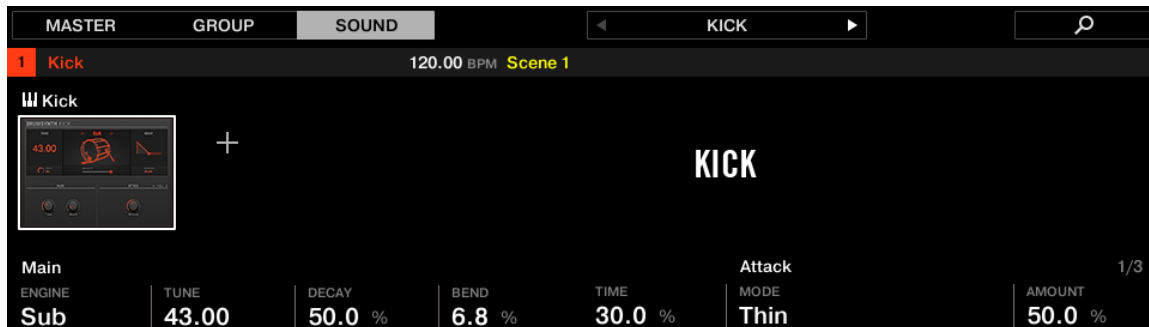 MASTER GROUP SOUND KICK
1 Kick 120.00 BPM Scene 1
Kick
43.00
KICK
Main Attack 1/3
ENGINE TUNE DECAY BEND TIME MODE AMOUNT
Sub 43.00 50.0 % 6.8 % 30.0 % Thin 50.0 %